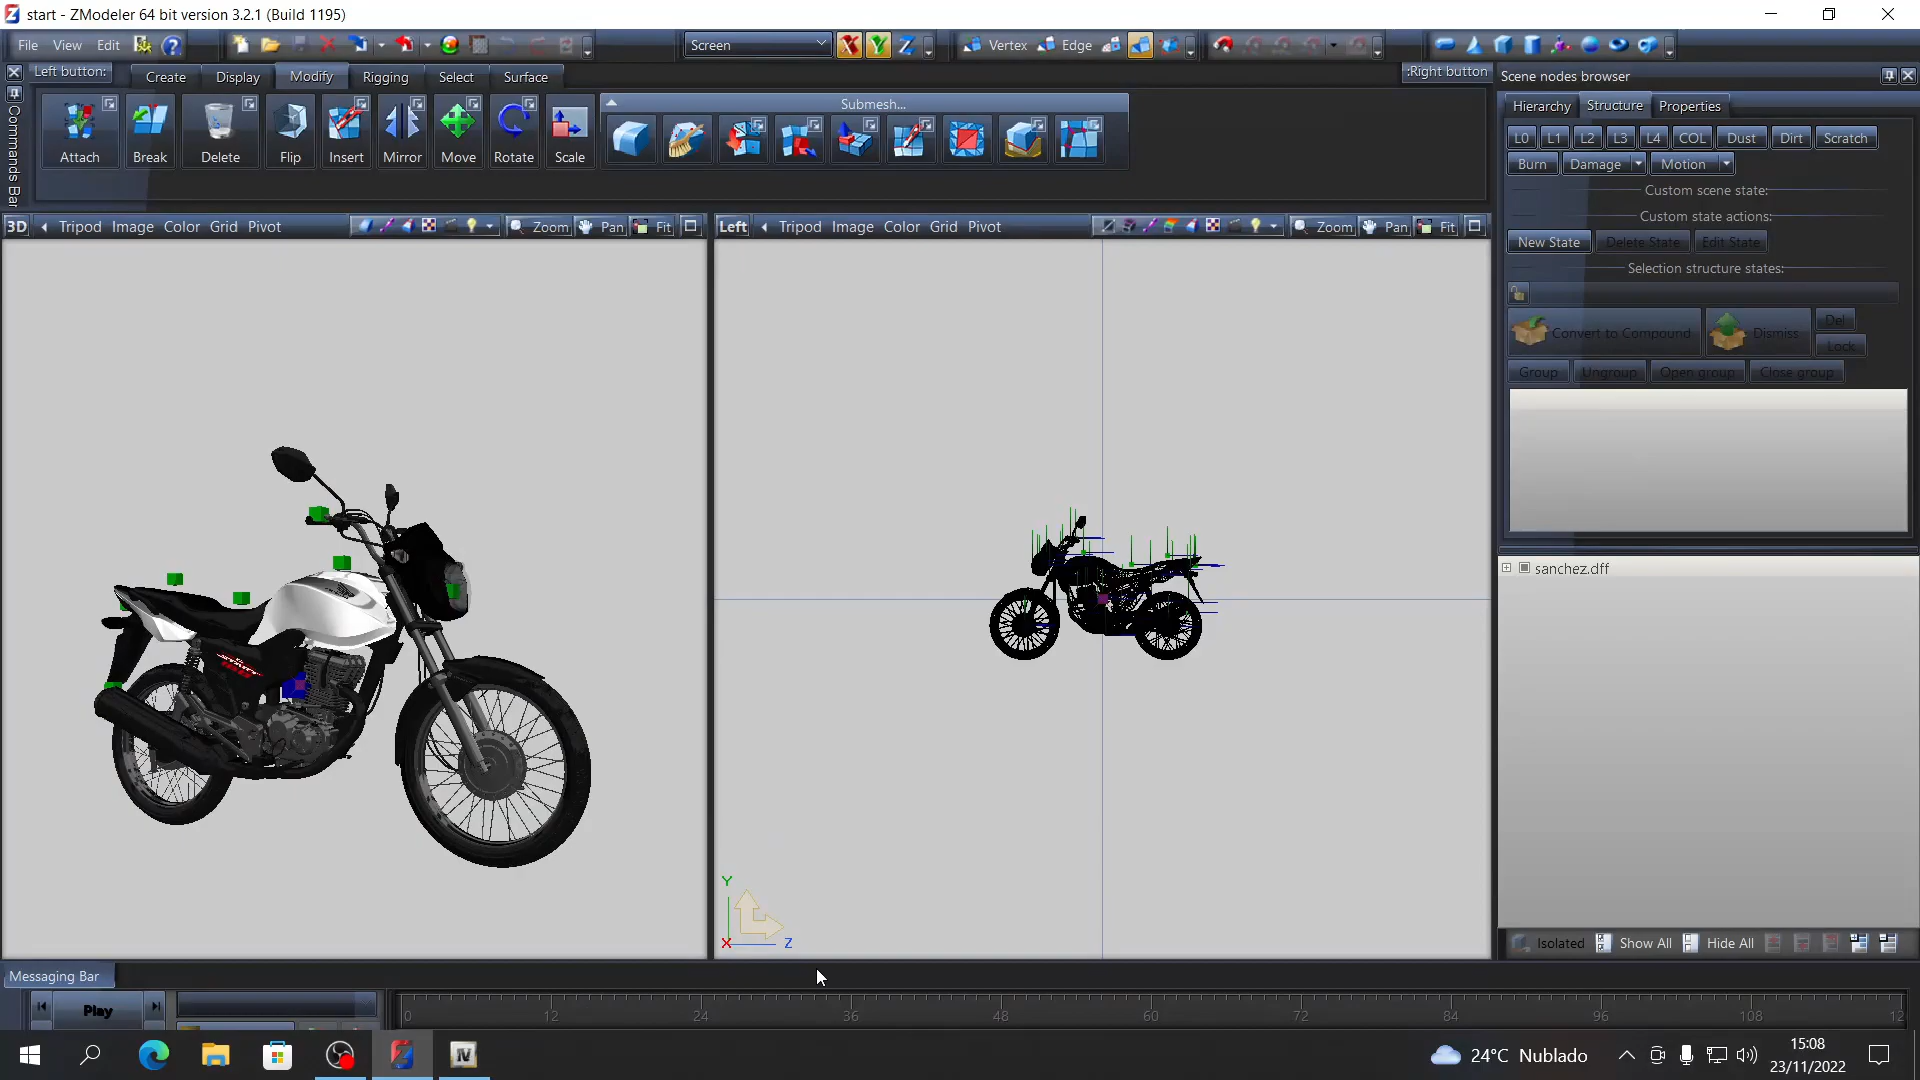 start - ZModeler 64 bit version 3.2.1 (Build 1195)
File View Edit
Screen
Vertex Edge
Left button:
Create Display Modify Rigging Select Surface
:Right button
Scene nodes browser
Commands Bar
Attach Break Delete Flip Insert Mirror Move Rotate Scale
Submesh...
Hierarchy Structure Properties
L0 L1 L2 L3 L4 COL Dust Dirt Scratch
Burn Damage Motion
Custom scene state:
Custom state actions:
New State Delete State Edit State
Selection structure states:
Convert to Compound Dismiss Del
Lock
Group Ungroup Open group Close group
3D Tripod Image Color Grid Pivot Zoom Pan Fit
Left Tripod Image Color Grid Pivot Zoom Pan Fit
sanchez.dff
Y
X Z
Isolated Show All Hide All
Messaging Bar
Play
0 12 24 36 48 60 72 84 96 108 12
24°C Nublado
15:08
23/11/2022